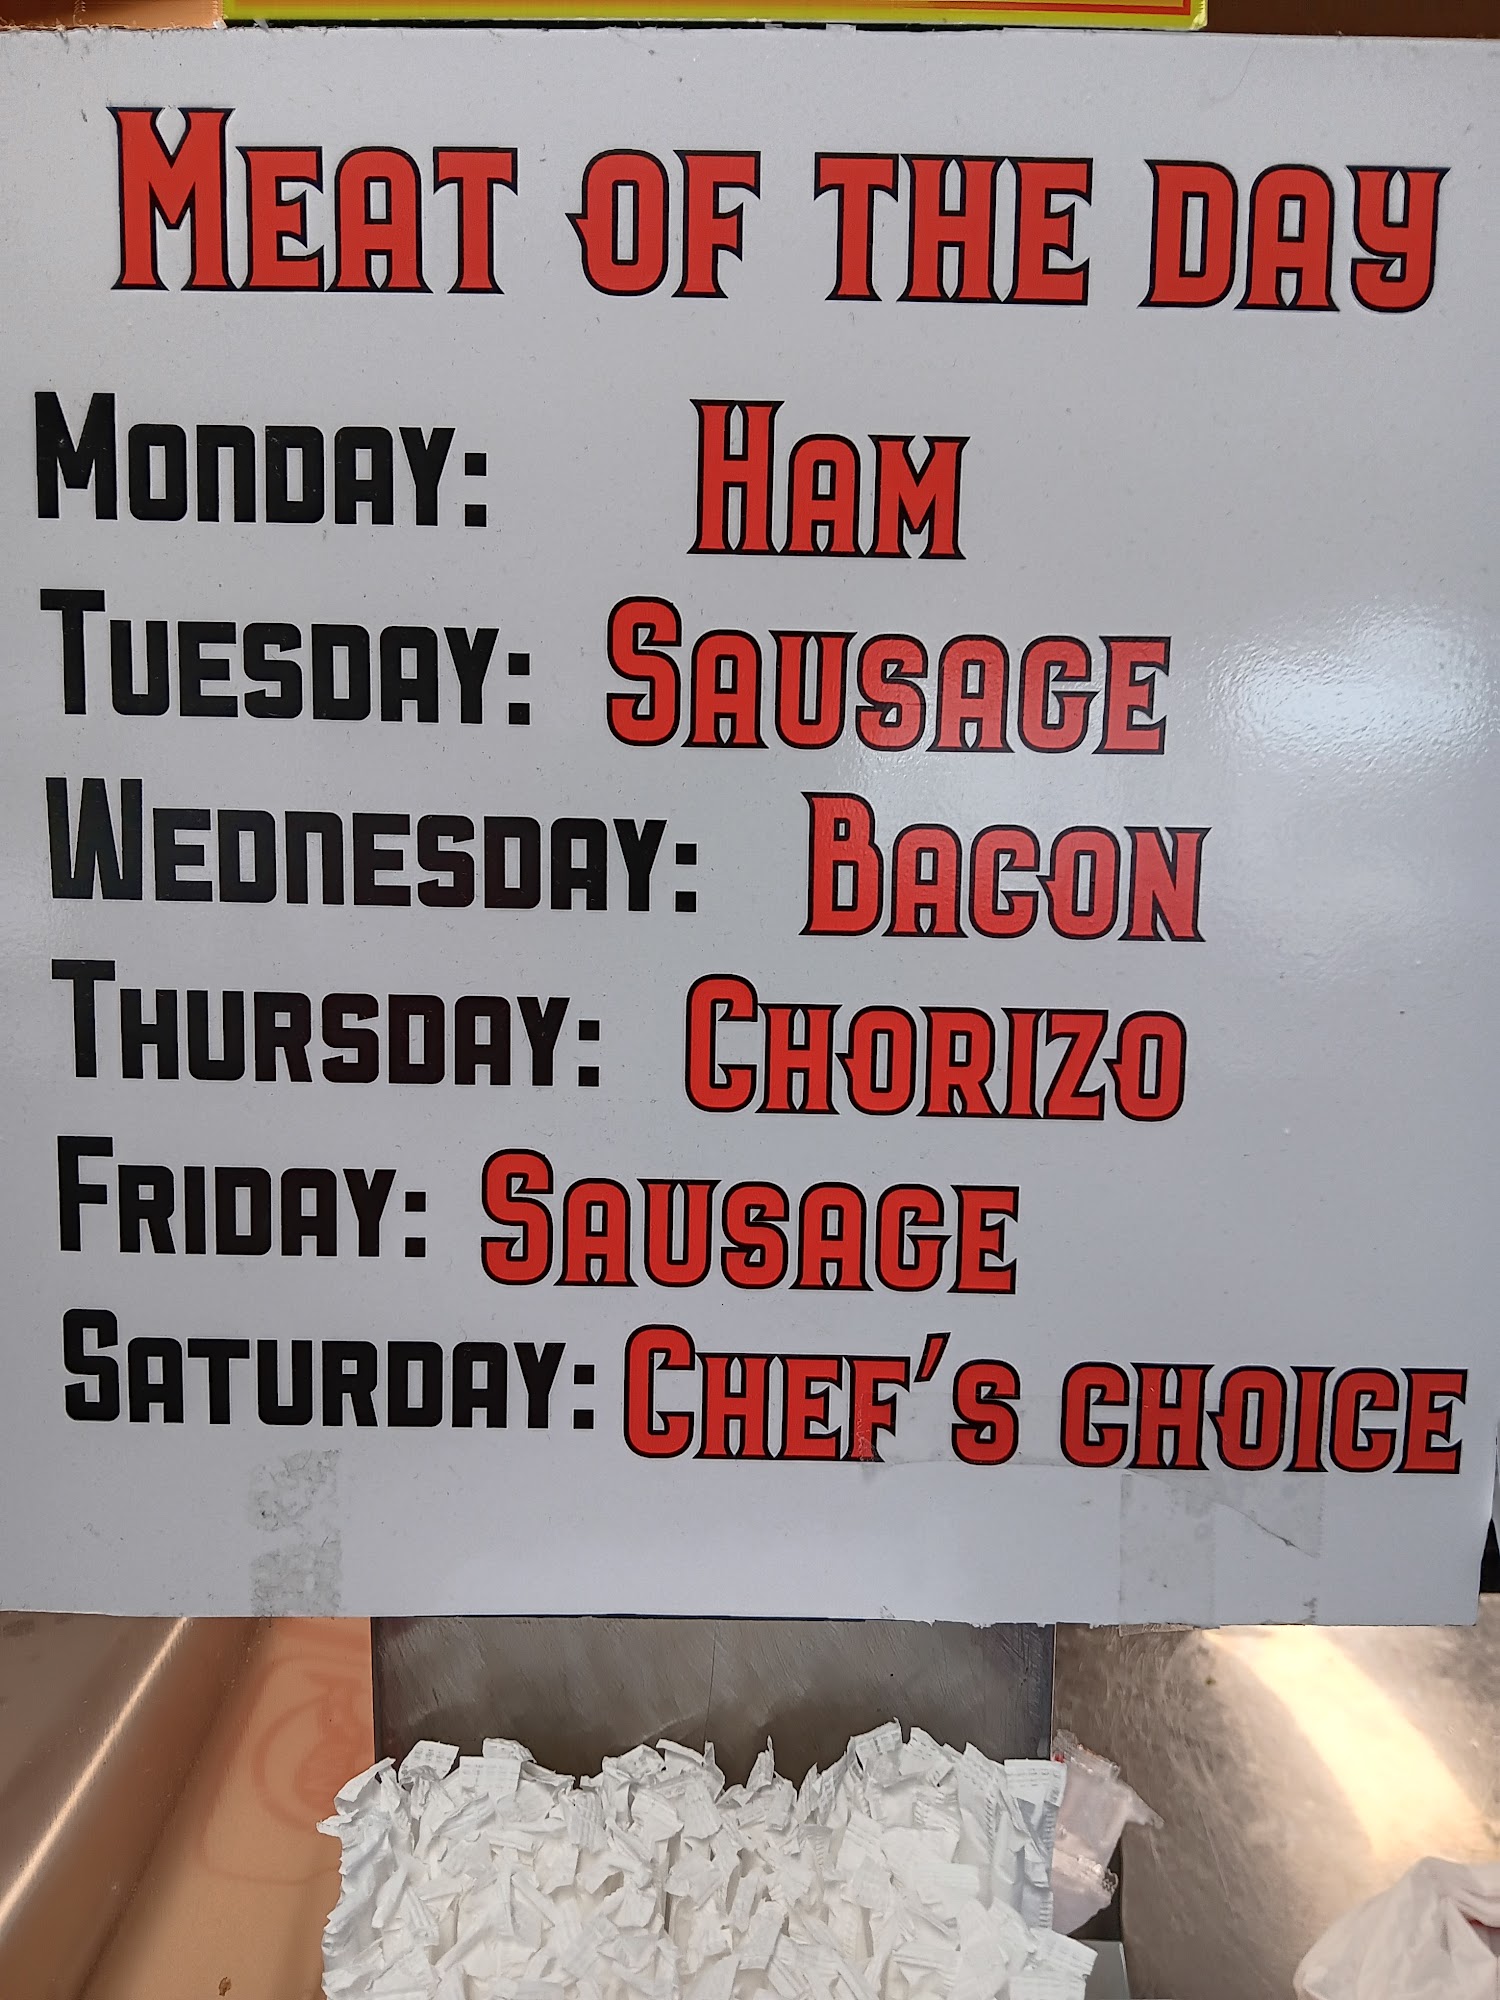 Meat of the day
Monday: Ham
Tuesday: Sausage
Wednesday: Bacon
Thursday: Chorizo
Friday: Sausage
Saturday: Chef's choice